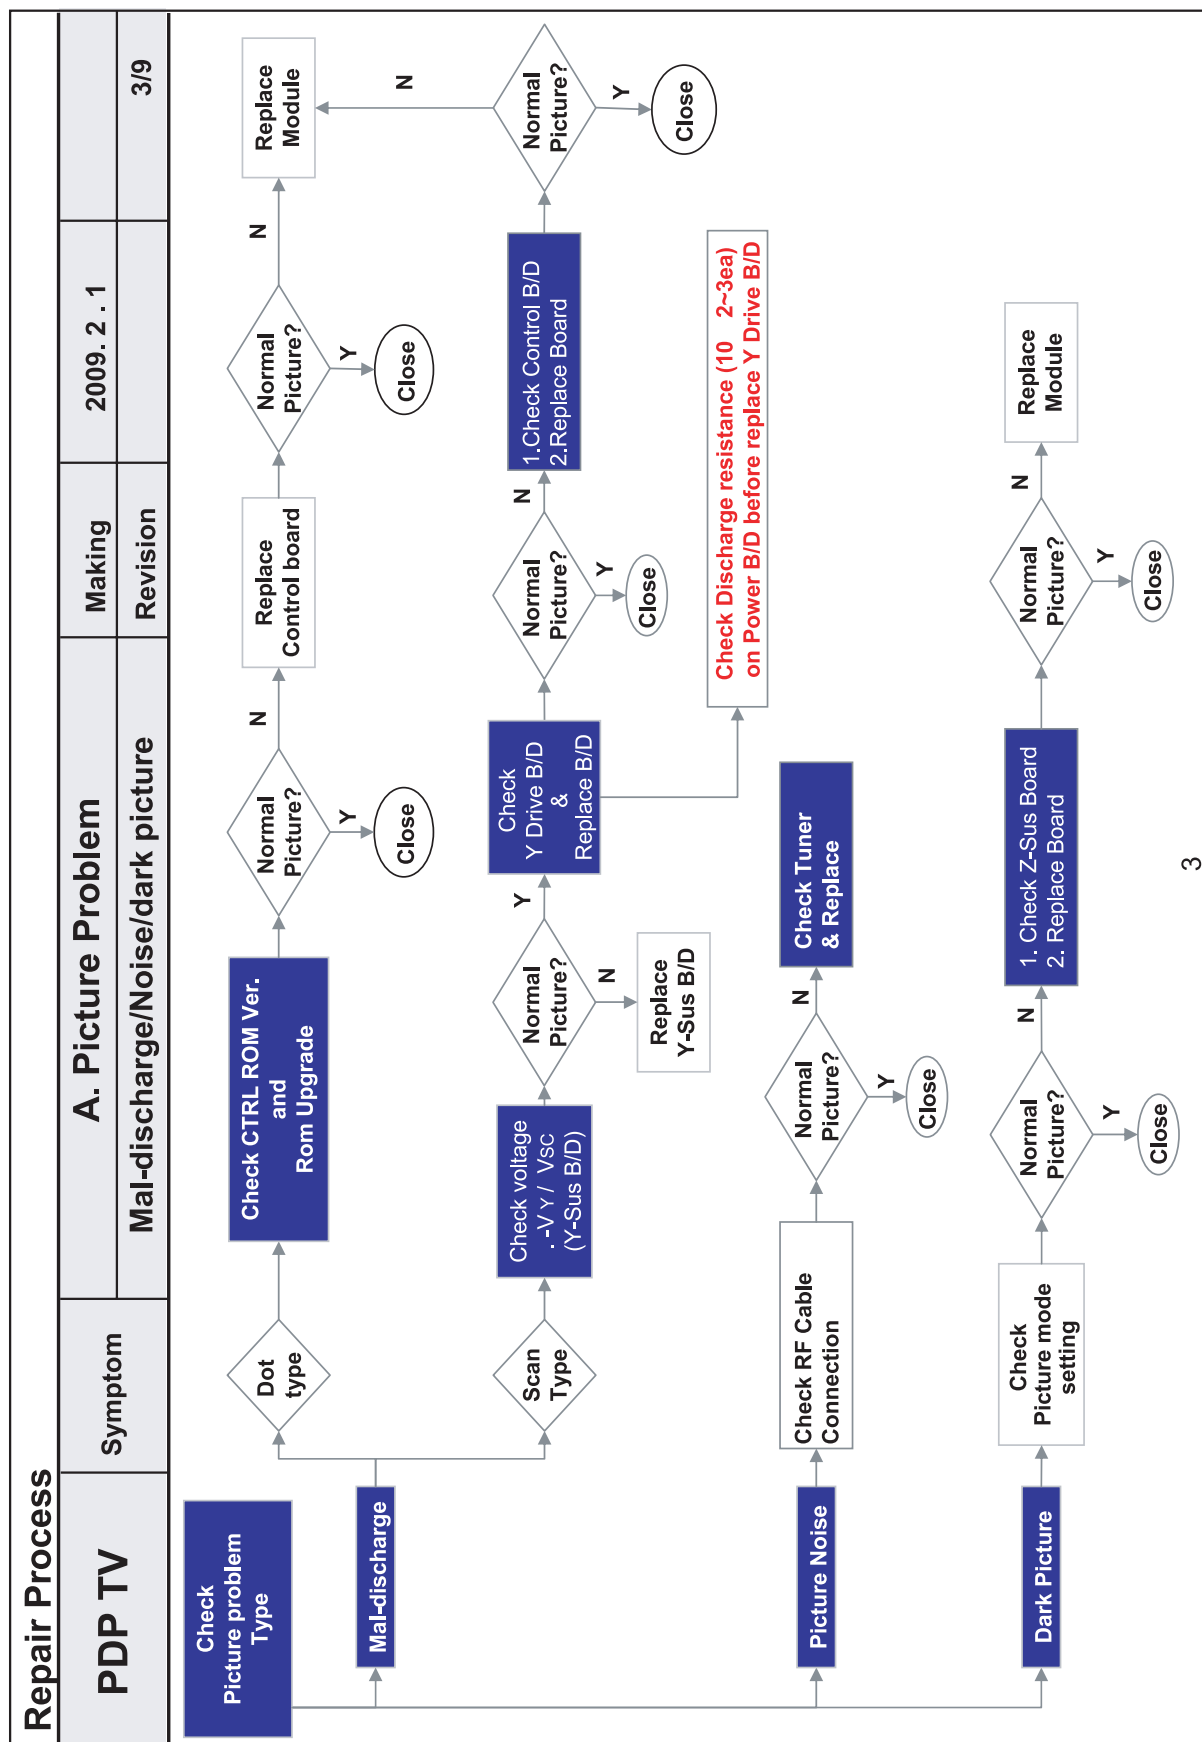 Repair Process
PDP TV
Symptom
A. Picture Problem
Making
2009. 2 . 1
3/9
Mal-discharge/Noise/dark picture
Revision
Check
Picture problem
Type
Mal-discharge
Dot
type
Check CTRL ROM Ver.
and
Rom Upgrade
Normal
Picture?
Y
Close
N
Replace
Control board
Normal
Picture?
Y
Close
N
Replace
Module
Scan
Type
Check voltage
. -VY / VSC
(Y-Sus B/D)
Normal
Picture?
N
Replace
Y-Sus B/D
Y
Check
Y Drive B/D
&
Replace B/D
Normal
Picture?
Y
Close
N
1.Check Control B/D
2.Replace Board
Normal
Picture?
Y
Close
N
Check Discharge resistance (10 2~3ea)
on Power B/D before replace Y Drive B/D
Picture Noise
Check RF Cable
Connection
Normal
Picture?
Y
Close
N
Check Tuner
& Replace
Dark Picture
Check
Picture mode
setting
Normal
Picture?
Y
Close
N
1. Check Z-Sus Board
2. Replace Board
Normal
Picture?
Y
Close
N
Replace
Module
3